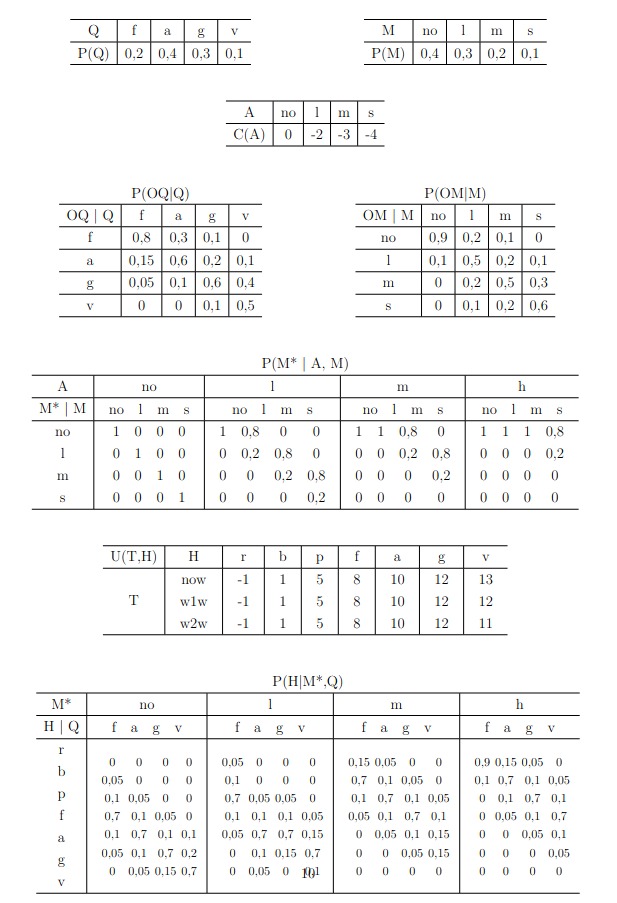 Q f a g v
P(Q) 0,2 0,4 0,3 0,1
M no l m s
P(M) 0,4 0,3 0,2 0,1
A no l m s
C(A) 0 -2 -3 -4
P(OQ|Q)
OQ | Q f a g v
f 0,8 0,3 0,1 0
a 0,15 0,6 0,2 0,1
g 0,05 0,1 0,6 0,4
v 0 0 0,1 0,5
P(OM|M)
OM | M no l m s
no 0,9 0,2 0,1 0
l 0,1 0,5 0,2 0,1
m 0 0,2 0,5 0,3
s 0 0,1 0,2 0,6
P(M* | A, M)
A no l m h
M* | M no l m s no l m s no l m s no l m s
no 1 0 0 0 1 0,8 0 0 1 1 0,8 0 1 1 1 0,8
l 0 1 0 0 0 0,2 0,8 0 0 0 0,2 0,8 0 0 0 0,2
m 0 0 1 0 0 0 0,2 0,8 0 0 0 0,2 0 0 0 0
s 0 0 0 1 0 0 0 0,2 0 0 0 0 0 0 0 0
U(T,H) H r b p f a g v
now -1 1 5 8 10 12 13
T w1w -1 1 5 8 10 12 12
w2w -1 1 5 8 10 12 11
P(H|M*,Q)
M* no l m h
H | Q f a g v f a g v f a g v f a g v
r 0 0 0 0 0,05 0 0 0 0,15 0,05 0 0 0,9 0,15 0,05 0
b 0,05 0 0 0 0,1 0 0 0 0,7 0,1 0,05 0 0,1 0,7 0,1 0,05
p 0,1 0,05 0 0 0,7 0,05 0,05 0 0,1 0,7 0,1 0,05 0 0,1 0,7 0,1
f 0,7 0,1 0,05 0 0,1 0,1 0,1 0,05 0,05 0,1 0,7 0,1 0 0,05 0,1 0,7
a 0,1 0,7 0,1 0,1 0,05 0,7 0,7 0,15 0 0,05 0,1 0,15 0 0 0,05 0,1
g 0,05 0,1 0,7 0,2 0 0,1 0,15 0,7 0 0 0,05 0,15 0 0 0 0,05
v 0 0,05 0,15 0,7 0 0,05 0 0,1 0 0 0 0 0 0 0 0